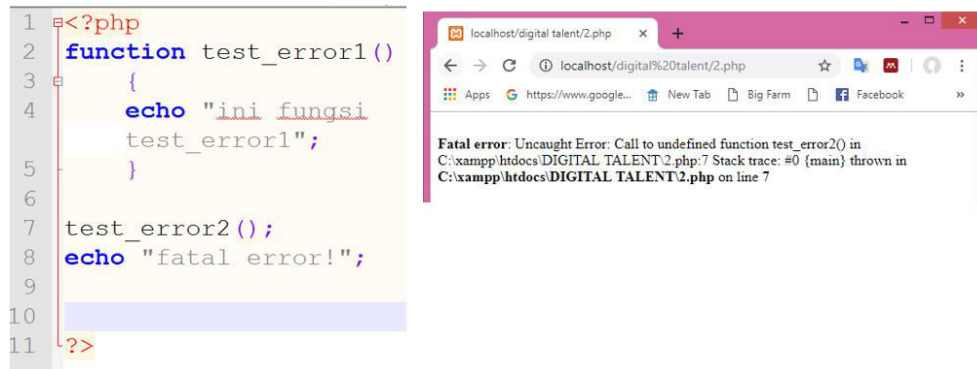 1 <?php
2 function test_error1()
3 {
4 echo "ini fungsi
test_error1";
5 }
6
7 test_error2();
8 echo "fatal error!";
9
10
11 ?>
localhost/digital talent/2.php
localhost/digital%20talent/2.php
Apps G https://www.google... New Tab Big Farm Facebook »
Fatal error: Uncaught Error: Call to undefined function test_error2() in
C:\xampp\htdocs\DIGITAL TALENT\2.php:7 Stack trace: #0 {main} thrown in
C:\xampp\htdocs\DIGITAL TALENT\2.php on line 7